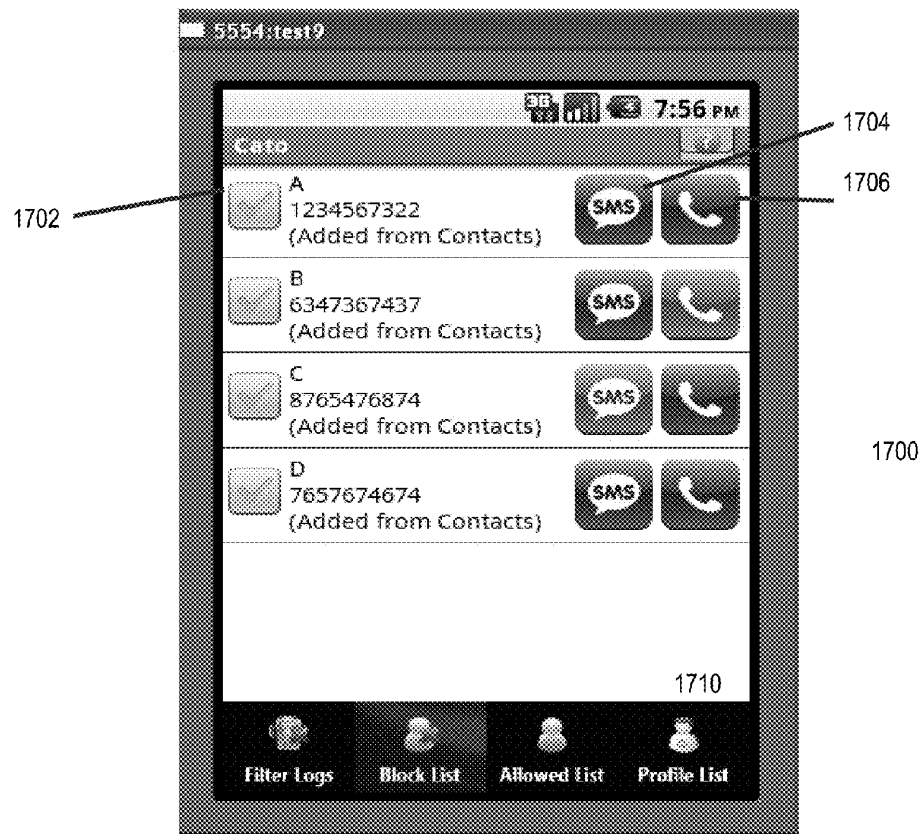 5554:test9
3G
7:56 PM
Cato
1704
1706
1702
A
1234567322
(Added from Contacts)
SMS
B
6347367437
(Added from Contacts)
SMS
C
8765476874
(Added from Contacts)
SMS
1700
D
7657674674
(Added from Contacts)
SMS
1710
Filter Logs
Block List
Allowed List
Profile List